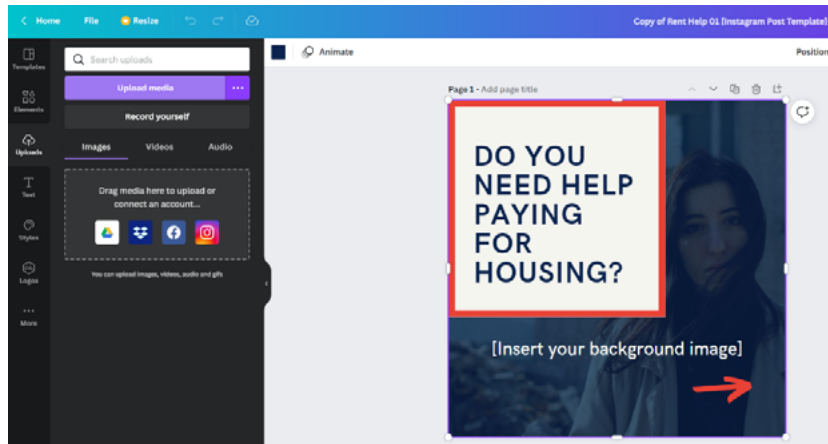 Home File Resize Copy of Rent Help 01 [Instagram Post Template]
Templates
Elements
Uploads
Text
Styles
Logos
More
Search uploads
Upload media
Record yourself
Images Videos Audio
Drag media here to upload or
connect an account...
You can upload images, videos, audio and gifs
Animate Position
Page 1 - Add page title
DO YOU
NEED HELP
PAYING
FOR
HOUSING?
[Insert your background image]